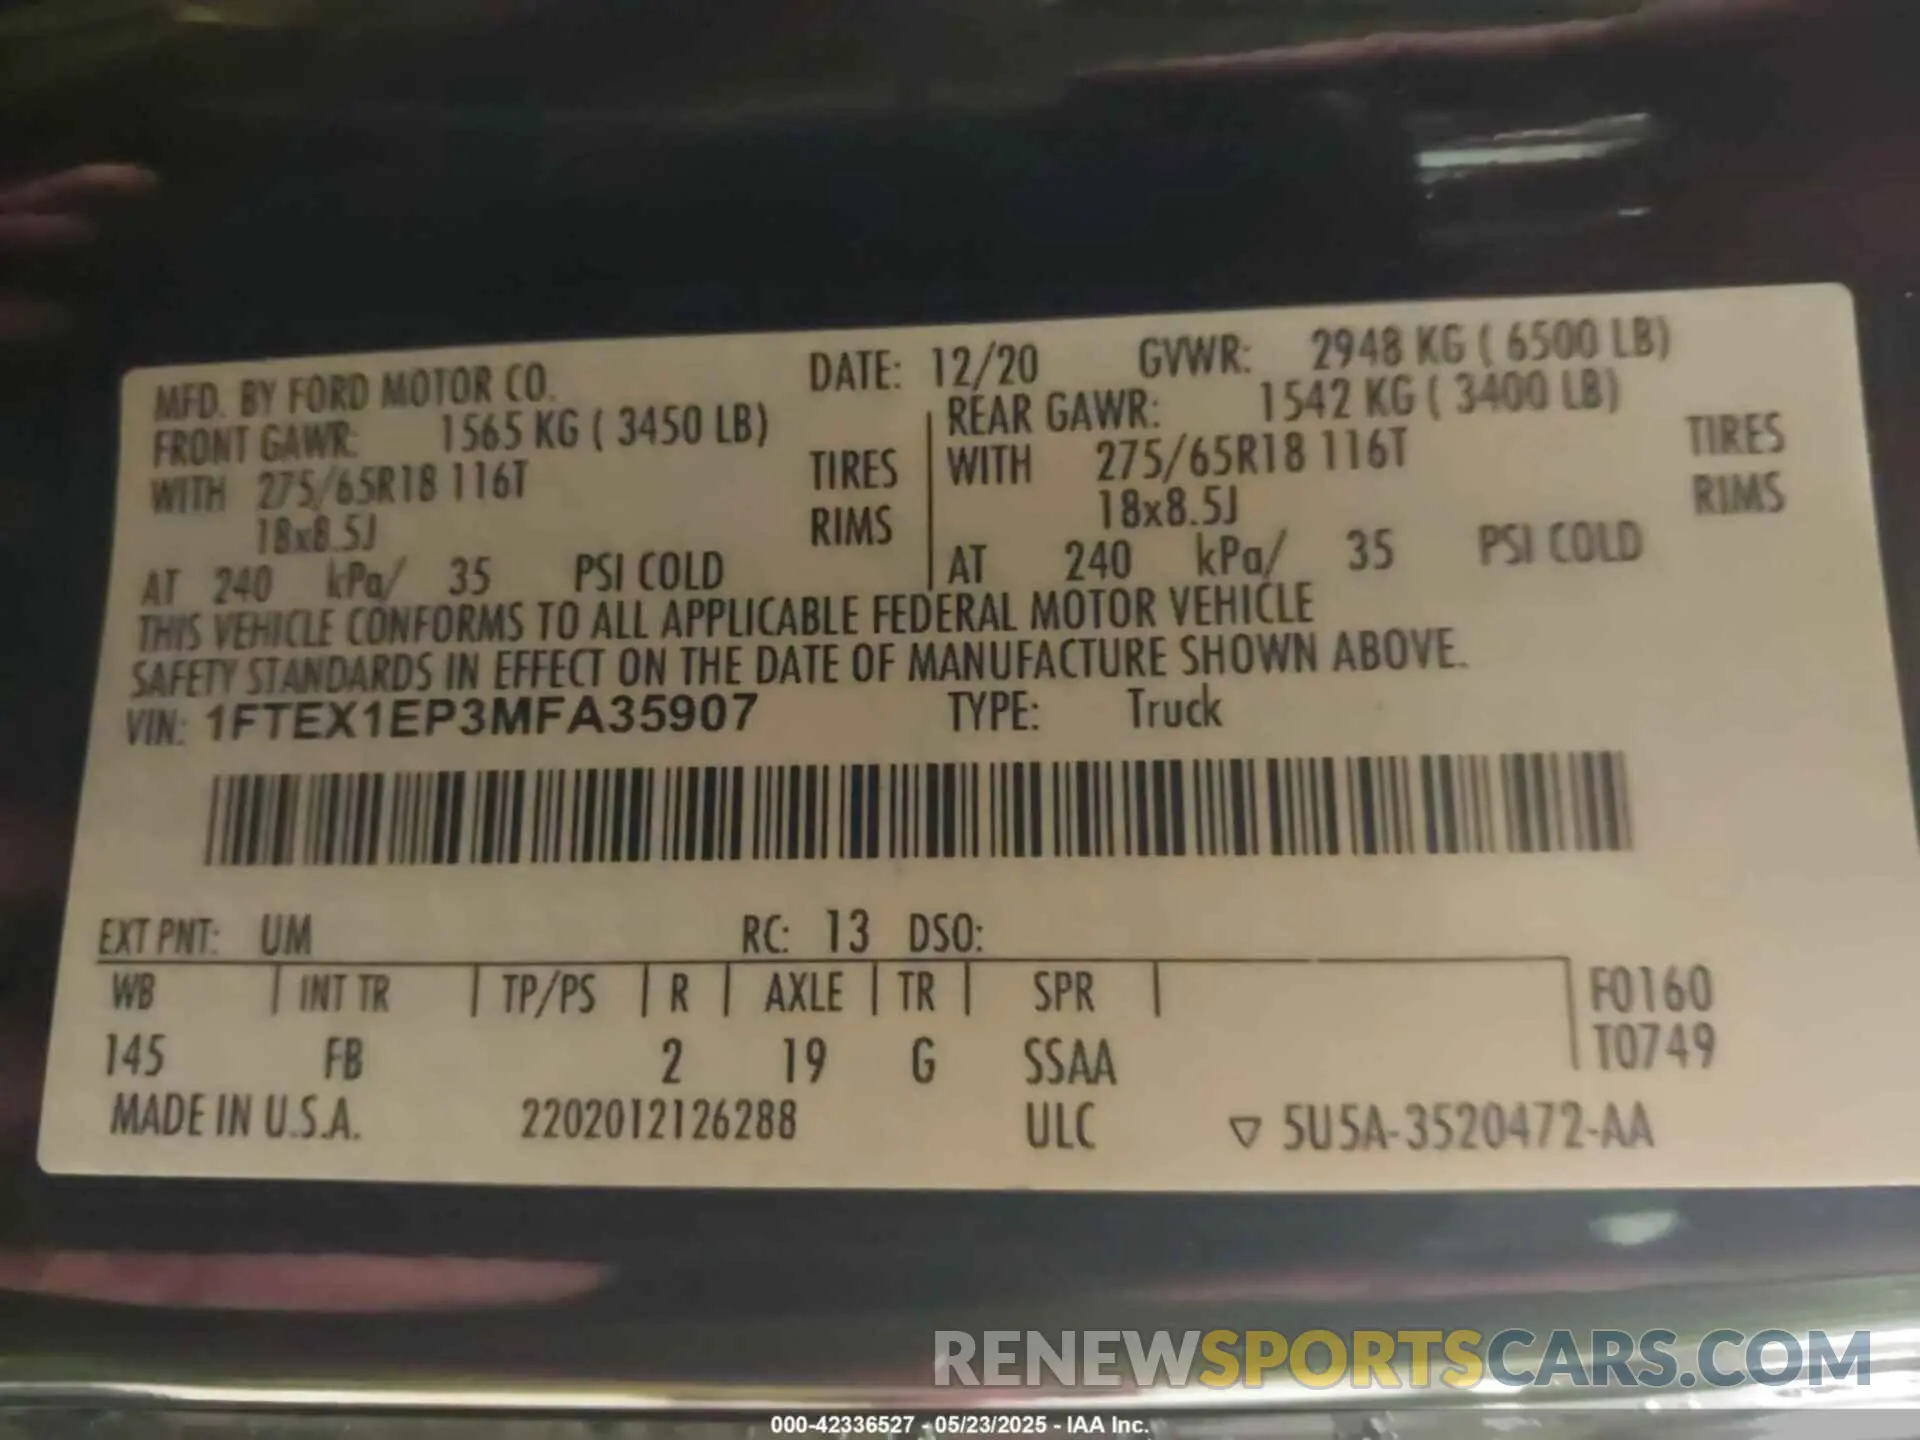 MFD. BY FORD MOTOR CO. DATE: 12/20 GVWR: 2948 KG ( 6500 LB)
FRONT GAWR: 1565 KG ( 3450 LB) REAR GAWR: 1542 KG ( 3400 LB)
WITH 275/65R18 116T TIRES WITH 275/65R18 116T TIRES
18x8.5J RIMS 18x8.5J RIMS
AT 240 kPa/ 35 PSI COLD AT 240 kPa/ 35 PSI COLD
THIS VEHICLE CONFORMS TO ALL APPLICABLE FEDERAL MOTOR VEHICLE
SAFETY STANDARDS IN EFFECT ON THE DATE OF MANUFACTURE SHOWN ABOVE.
VIN: 1FTEX1EP3MFA35907 TYPE: Truck
EXT PNT: UM RC: 13 DSO:
WB INT TR TP/PS R AXLE TR SPR F0160
T0749
145 FB 2 19 G SSAA
MADE IN U.S.A. 2202012126288 ULC ▽ 5U5A-3520472-AA
RENEWSPORTSCARS.COM
000-42336527 - 05/23/2025 - IAA Inc.